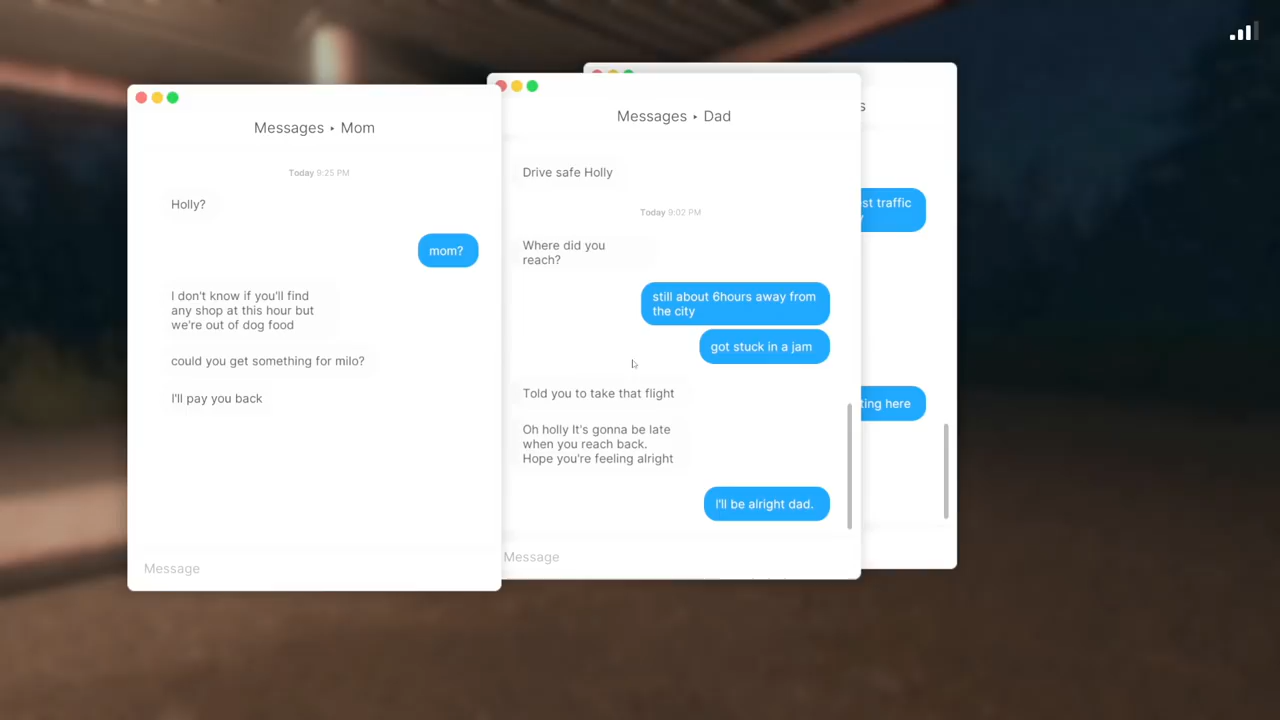 Messages ▸ Mom
Today 9:25 PM
Holly?
mom?
I don't know if you'll find
any shop at this hour but
we're out of dog food
could you get something for milo?
I'll pay you back
Message
Messages ▸ Dad
Drive safe Holly
Today 9:02 PM
Where did you
reach?
still about 6hours away from
the city
got stuck in a jam
Told you to take that flight
Oh holly It's gonna be late
when you reach back.
Hope you're feeling alright
I'll be alright dad.
Message
traffic
here